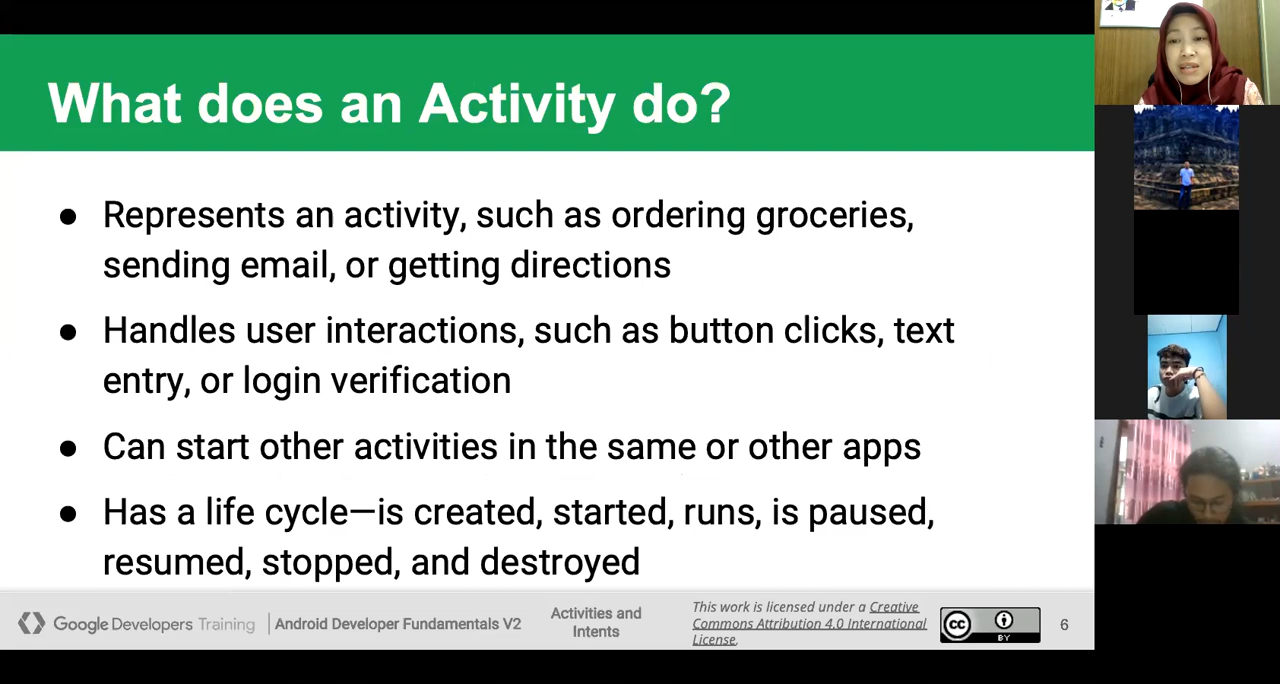 What does an Activity do?
● Represents an activity, such as ordering groceries,
sending email, or getting directions
● Handles user interactions, such as button clicks, text
entry, or login verification
● Can start other activities in the same or other apps
● Has a life cycle—is created, started, runs, is paused,
resumed, stopped, and destroyed
Google Developers Training
Android Developer Fundamentals V2
Activities and
Intents
This work is licensed under a Creative
Commons Attribution 4.0 International
License.
cc
BY
6